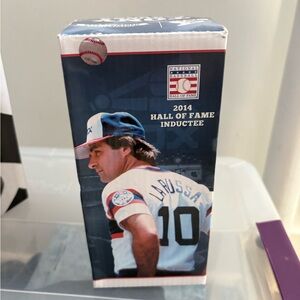 NATIONAL
BASEBALL
HALL OF FAME
2014
HALL OF FAME
INDUCTEE
LARUSSA
10